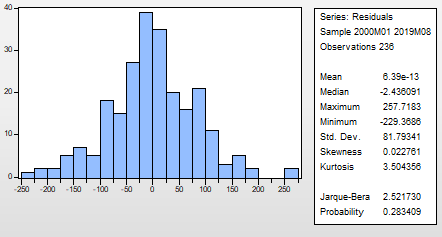 40
30
20
10
0
-250 -200 -150 -100 -50 0 50 100 150 200 250
Series: Residuals
Sample 2000M01 2019M08
Observations 236
Mean 6.39e-13
Median -2.436091
Maximum 257.7183
Minimum -229.3686
Std. Dev. 81.79341
Skewness 0.022761
Kurtosis 3.504356
Jarque-Bera 2.521730
Probability 0.283409